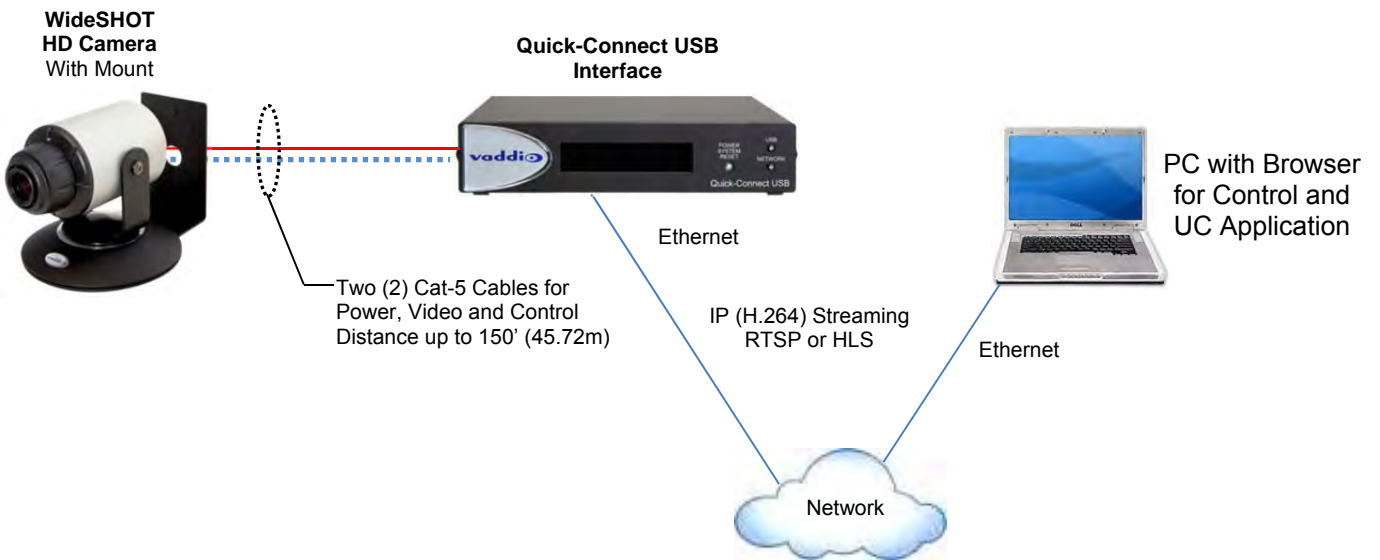 WideSHOT
HD Camera
With Mount
Quick-Connect USB
Interface
vaddio
POWER
SYSTEM
RESET
USB
NETWORK
Quick-Connect USB
PC with Browser
for Control and
UC Application
DELL
vaddio
Ethernet
Two (2) Cat-5 Cables for
Power, Video and Control
Distance up to 150' (45.72m)
IP (H.264) Streaming
RTSP or HLS
Ethernet
Network